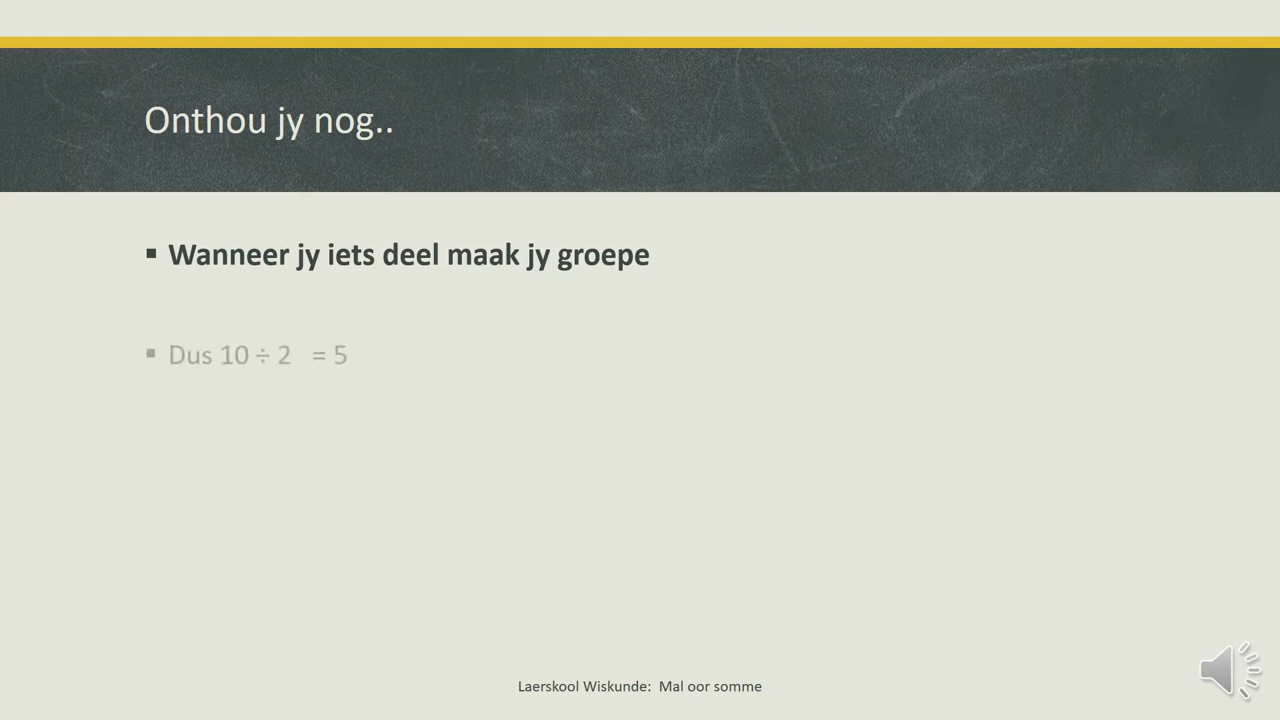 Onthou jy nog..
▪ Wanneer jy iets deel maak jy groepe
▪ Dus 10 ÷ 2 = 5
Laerskool Wiskunde: Mal oor somme